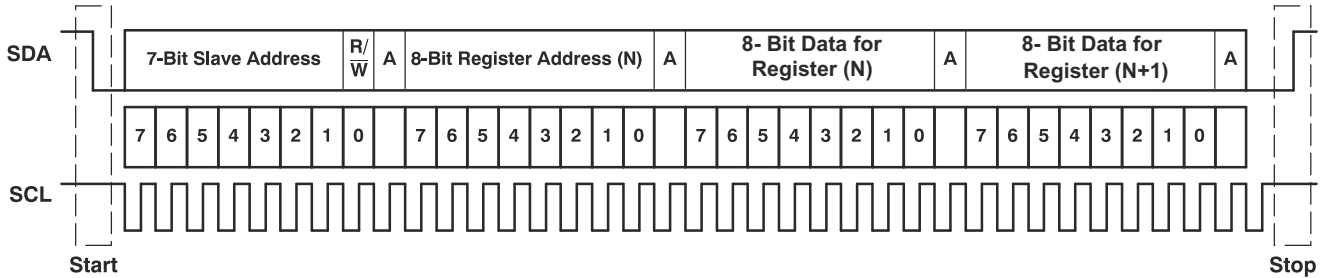 SDA
7-Bit Slave Address
R/
W
A
8-Bit Register Address (N)
A
8- Bit Data for
Register (N)
A
8- Bit Data for
Register (N+1)
A
7 6 5 4 3 2 1 0 7 6 5 4 3 2 1 0 7 6 5 4 3 2 1 0 7 6 5 4 3 2 1 0
SCL
Start
Stop